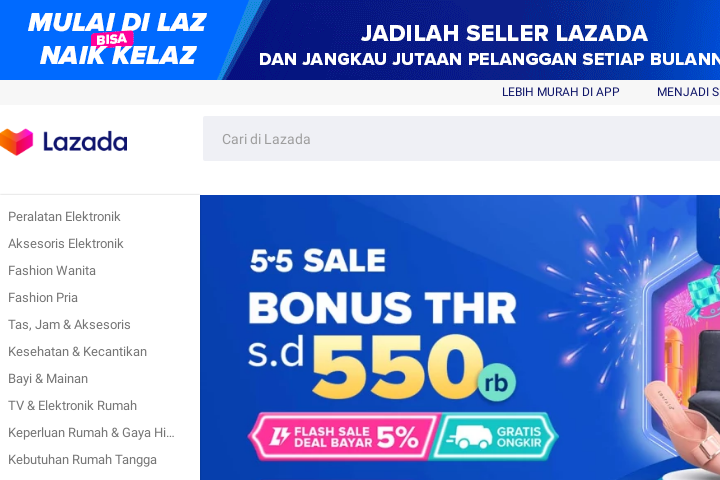 MULAI DI LAZ
BISA
NAIK KELAZ
JADILAH SELLER LAZADA
DAN JANGKAU JUTAAN PELANGGAN SETIAP BULANN
LEBIH MURAH DI APP
MENJADI S
Lazada
Cari di Lazada
Peralatan Elektronik
Aksesoris Elektronik
Fashion Wanita
Fashion Pria
Tas, Jam & Aksesoris
Kesehatan & Kecantikan
Bayi & Mainan
TV & Elektronik Rumah
Keperluan Rumah & Gaya Hi...
Kebutuhan Rumah Tangga
5-5 SALE
BONUS THR
s.d 550 rb
FLASH SALE
DEAL BAYAR 5%
GRATIS
ONGKIR